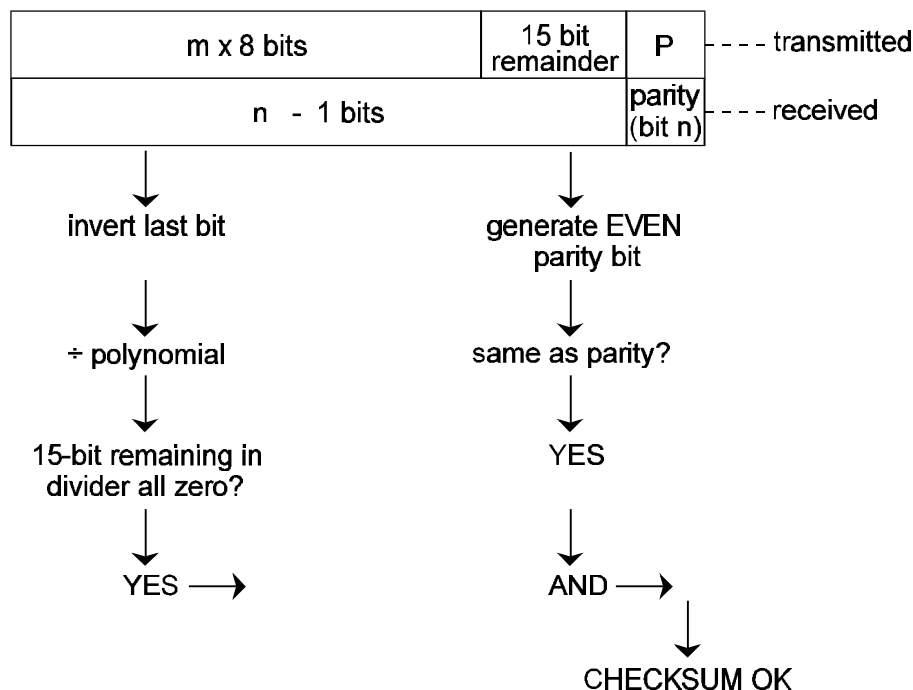 m x 8 bits
15 bit
remainder
P
transmitted
n - 1 bits
parity
(bit n)
received
invert last bit
generate EVEN
parity bit
÷ polynomial
same as parity?
15-bit remaining in
divider all zero?
YES
YES
AND
CHECKSUM OK